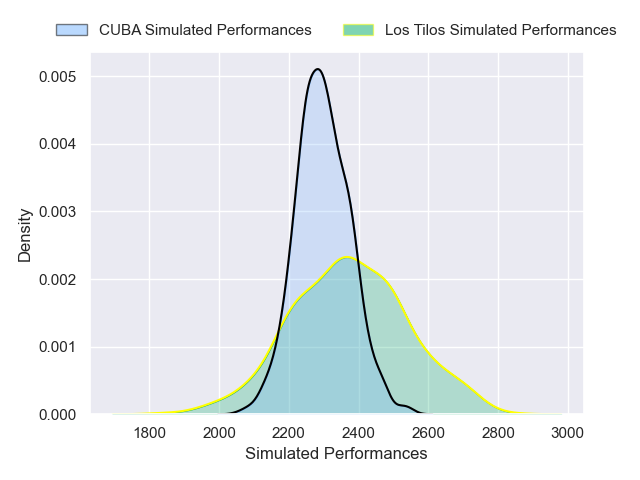 CUBA Simulated Performances Los Tilos Simulated Performances
0.005
0.004
0.003
0.002
0.001
0.000
Density
1800 2000 2200 2400 2600 2800 3000
Simulated Performances